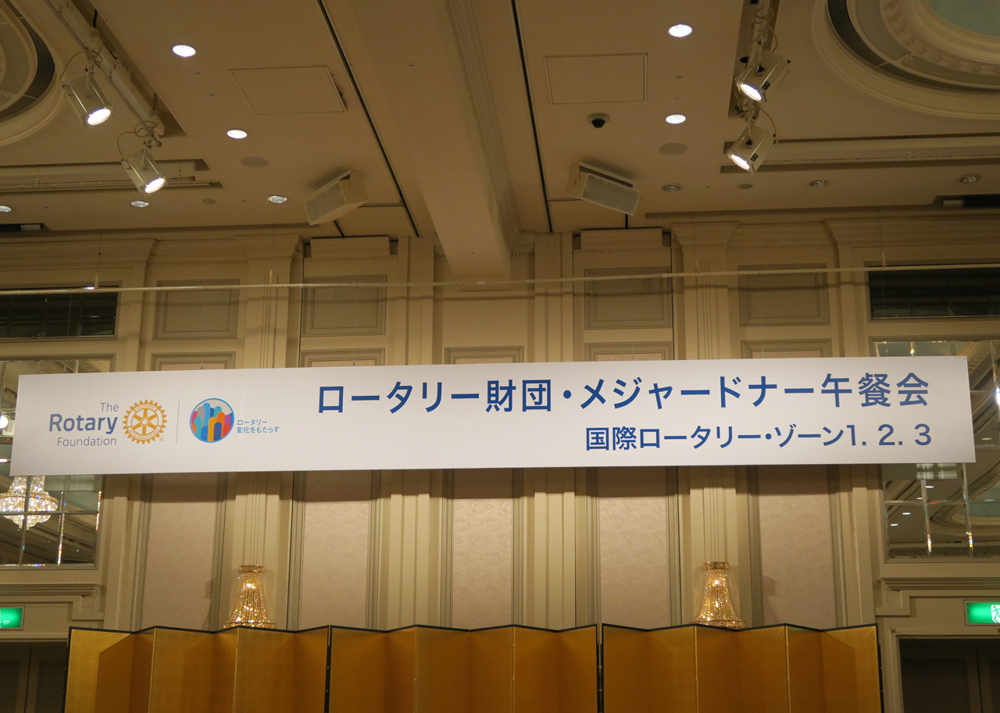 The
Rotary
Foundation
ロータリー:
変化をもたらす
ロータリー財団・メジャードナー午餐会
国際ロータリー・ゾーン1. 2. 3